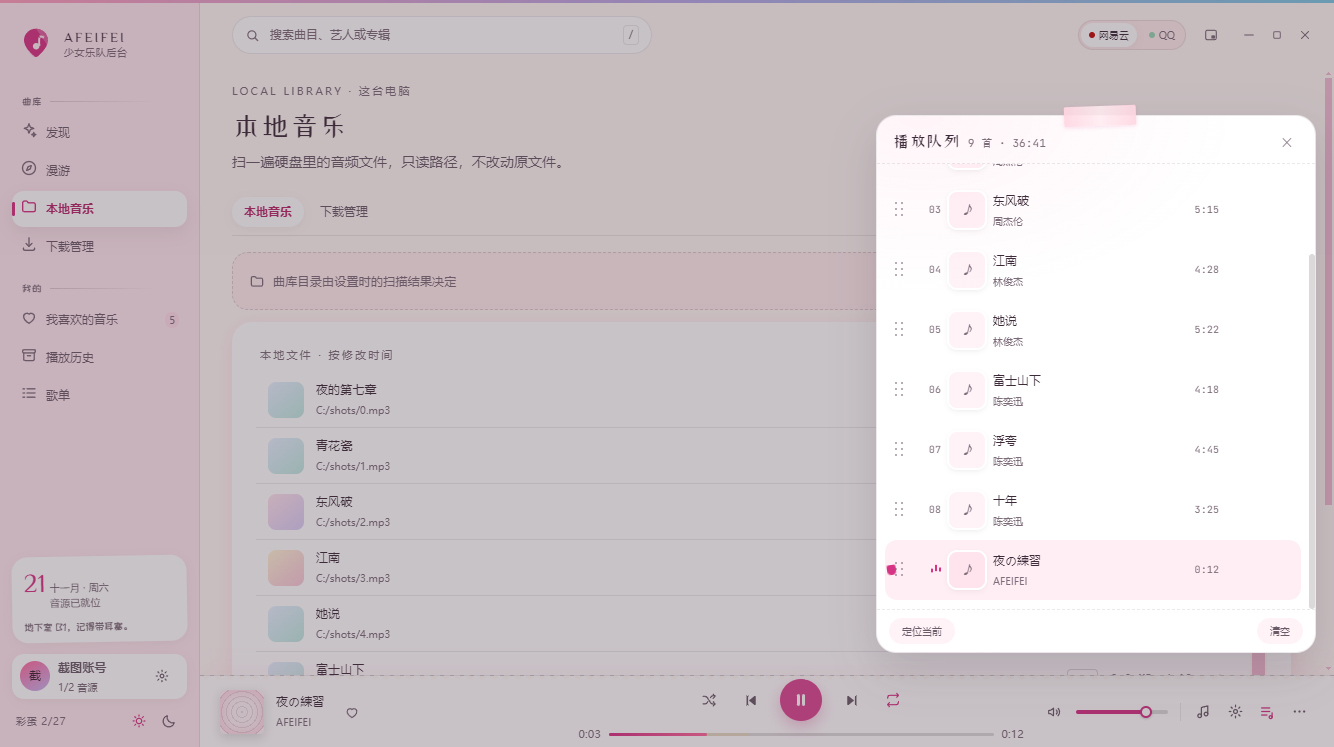 AFEIFEI
少女乐队后台
曲库
发现
漫游
本地音乐
下载管理
我的
我喜欢的音乐 5
播放历史
歌单
21 十一月 · 周六
音源已就位
地下室 B1，记得带耳塞。
截 截图账号
1/2 音源
彩蛋 2/27
搜索曲目、艺人或专辑 /
网易云 QQ
LOCAL LIBRARY · 这台电脑
本地音乐
扫一遍硬盘里的音频文件，只读路径，不改动原文件。
本地音乐 下载管理
曲库目录由设置时的扫描结果决定
本地文件 · 按修改时间
夜的第七章
C:/shots/0.mp3
青花瓷
C:/shots/1.mp3
东风破
C:/shots/2.mp3
江南
C:/shots/3.mp3
她说
C:/shots/4.mp3
富士山下
播放队列 9 首 · 36:41
03 东风破 5:15
周杰伦
04 江南 4:28
林俊杰
05 她说 5:22
林俊杰
06 富士山下 4:18
陈奕迅
07 浮夸 4:45
陈奕迅
08 十年 3:25
陈奕迅
夜の練習 0:12
AFEIFEI
定位当前 清空
夜の練習
AFEIFEI
0:03 0:12